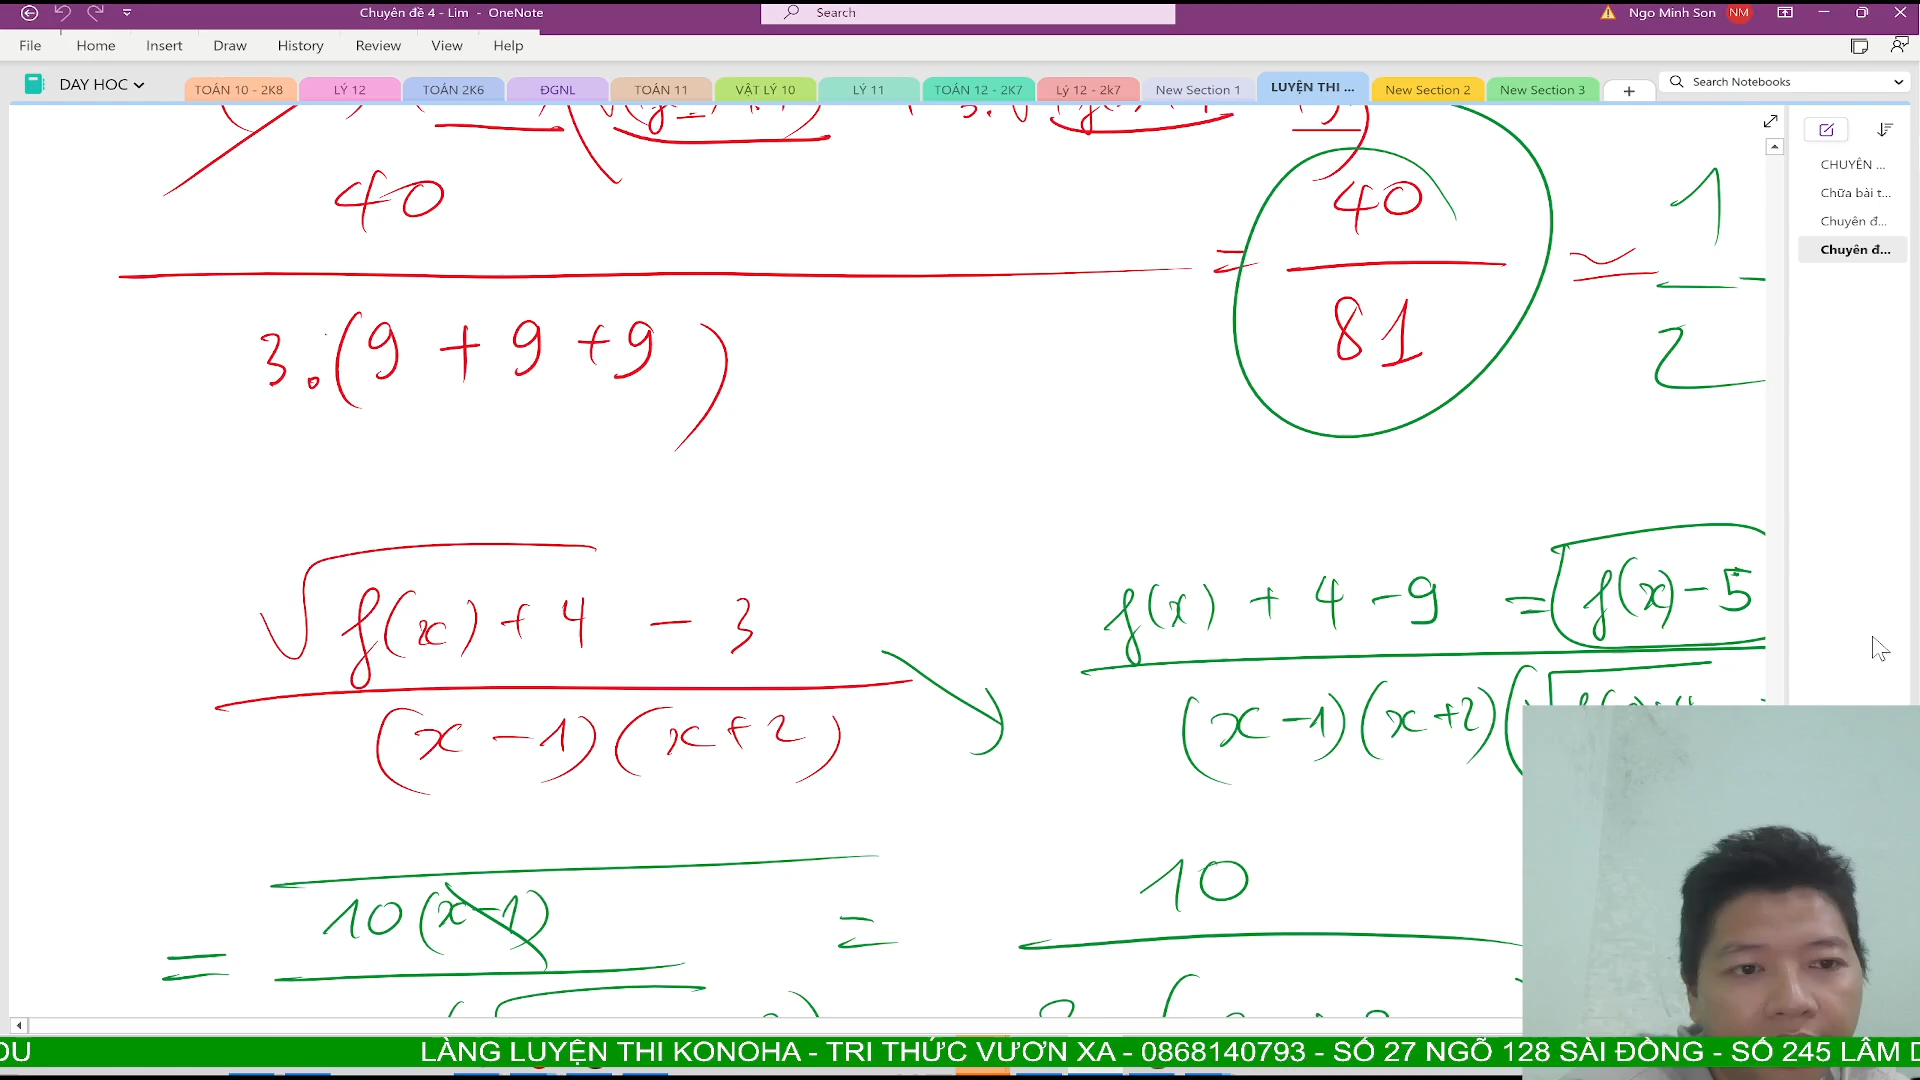 Chuyên đề 4 - Lim - OneNote
Search
Ngo Minh Son
NM
File Home Insert Draw History Review View Help
DAY HOC
TOÁN 10 - 2K8
LÝ 12
TOÁN 2K6
ĐGNL
TOÁN 11
VẬT LÝ 10
LÝ 11
TOÁN 12 - 2K7
Lý 12 - 2k7
New Section 1
LUYỆN THI ...
New Section 2
New Section 3
+
Search Notebooks
CHUYÊN ...
Chữa bài t...
Chuyên đ...
Chuyên đ...
40
3.(9 + 9 + 9)
= 40
81
≃ 1
2
√f(x) + 4 - 3
(x - 1)(x + 2)
f(x) + 4 - 9 = f(x) - 5
(x - 1)(x + 2)(
= 10(x - 1)
= 10
OU
LÀNG LUYỆN THI KONOHA - TRI THỨC VƯƠN XA - 0868140793 - SỐ 27 NGÕ 128 SÀI ĐỒNG - SỐ 245 LÂM